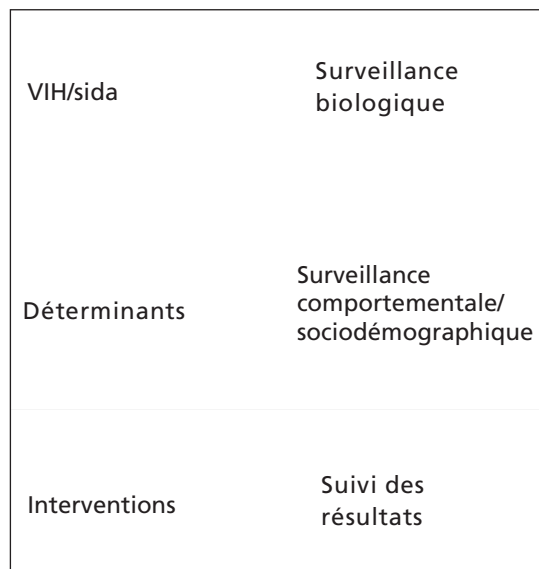 VIH/sida
Surveillance
biologique
Déterminants
Surveillance
comportementale/
sociodémographique
Interventions
Suivi des
résultats